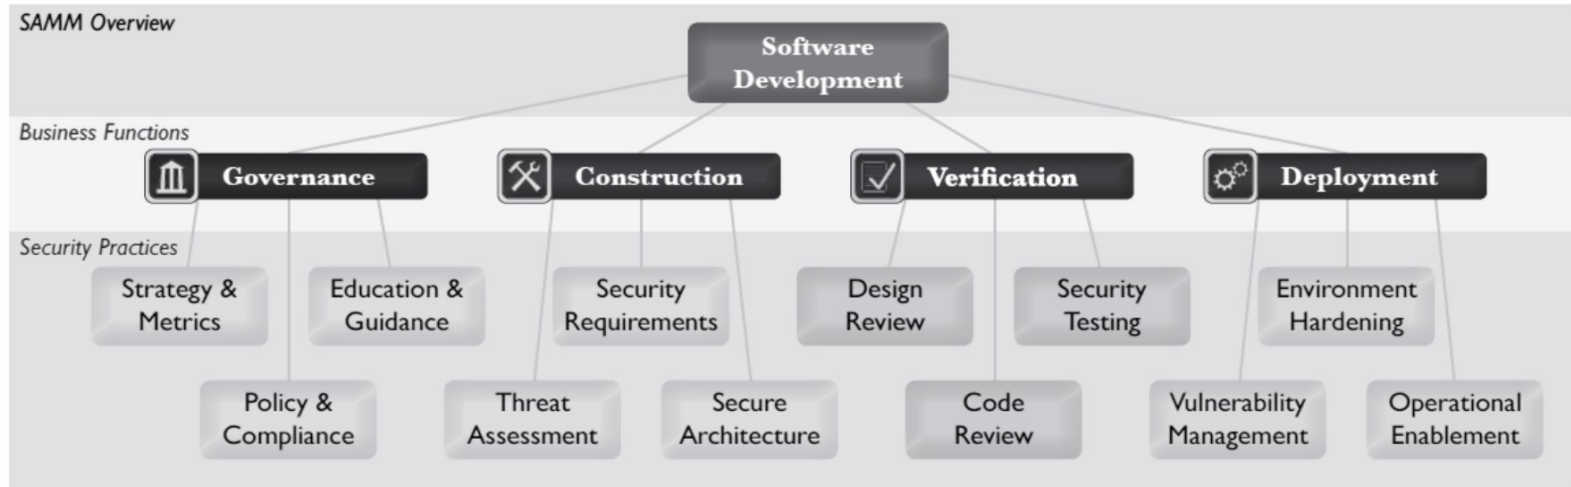 SAMM Overview
Software
Development
Business Functions
Governance
Construction
Verification
Deployment
Security Practices
Strategy &
Metrics
Education &
Guidance
Security
Requirements
Design
Review
Security
Testing
Environment
Hardening
Policy &
Compliance
Threat
Assessment
Secure
Architecture
Code
Review
Vulnerability
Management
Operational
Enablement